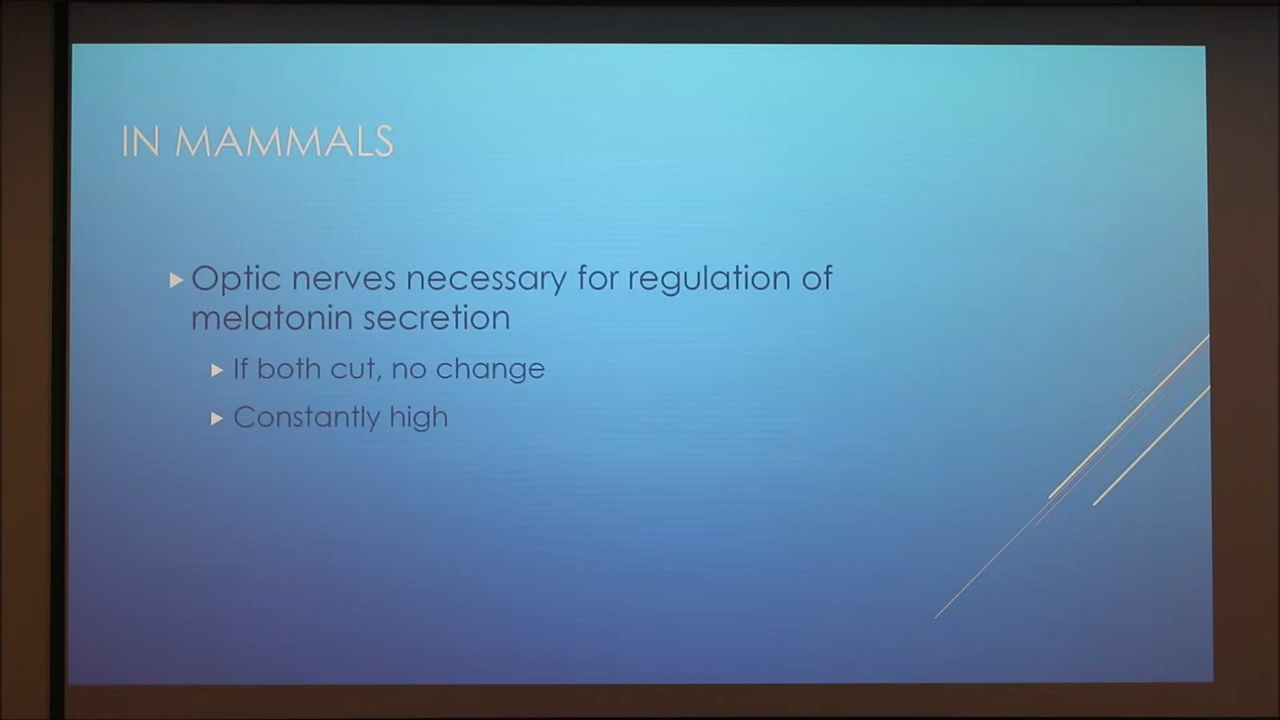 IN MAMMALS
Optic nerves necessary for regulation of
melatonin secretion
If both cut, no change
Constantly high